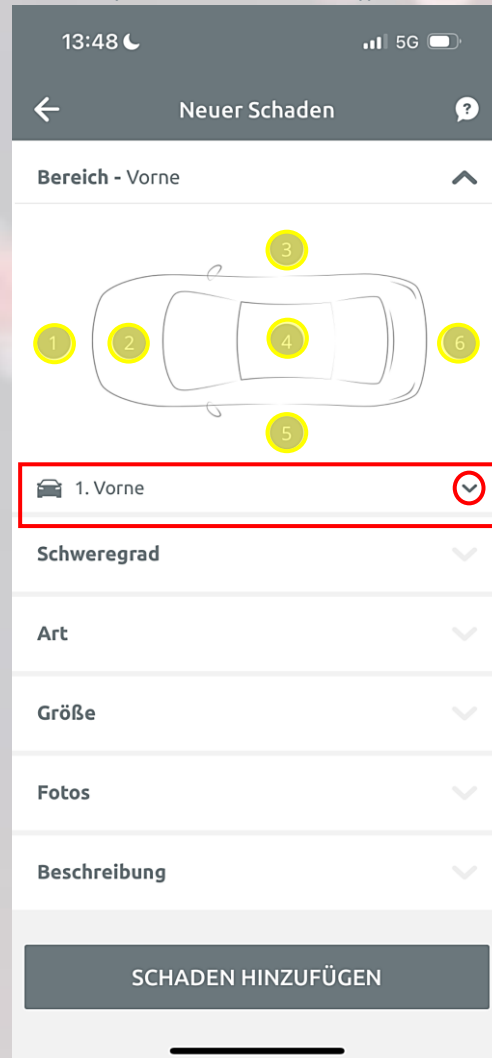 13:48
5G
Neuer Schaden
?
Bereich - Vorne
3
1
2
4
6
5
1. Vorne
Schweregrad
Art
Größe
Fotos
Beschreibung
SCHADEN HINZUFÜGEN